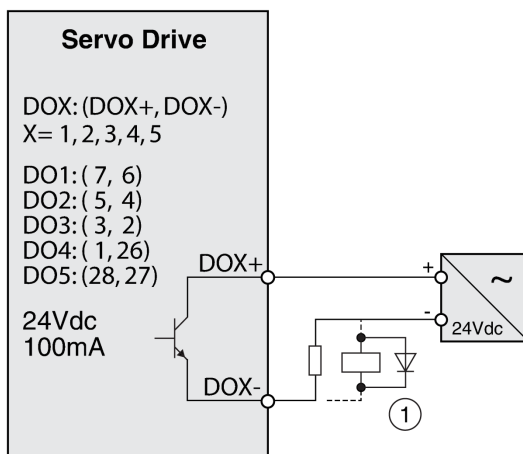 Servo Drive
DOX: (DOX+, DOX-)
X= 1, 2, 3, 4, 5
DO1: ( 7, 6)
DO2: ( 5, 4)
DO3: ( 3, 2)
DO4: ( 1, 26)
DO5: (28, 27)
24Vdc
100mA
DOX+
DOX-
+
~
-
24Vdc
1